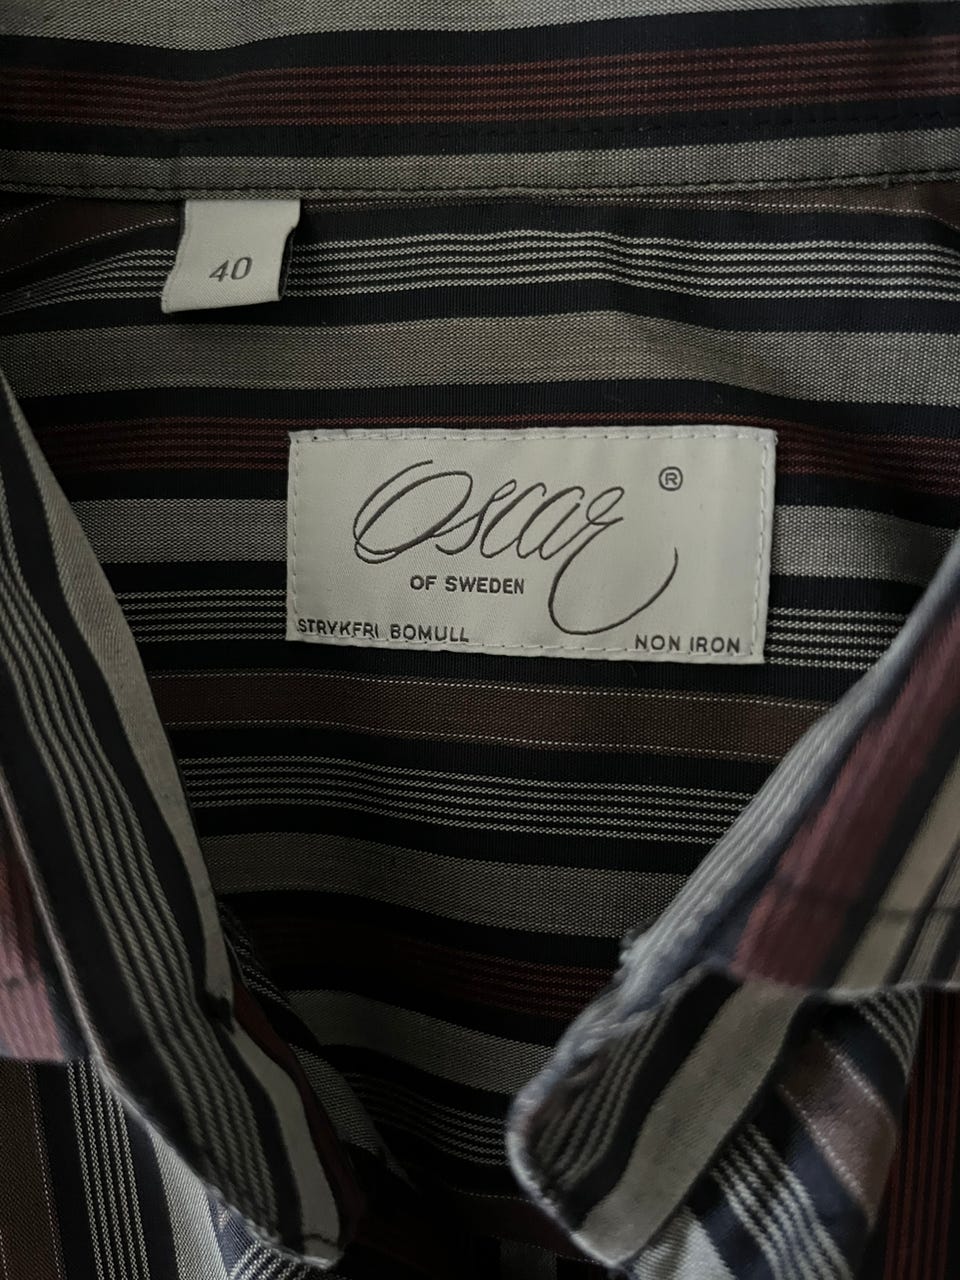 40
Oscar ®
OF SWEDEN
STRYKFRI BOMULL
NON IRON